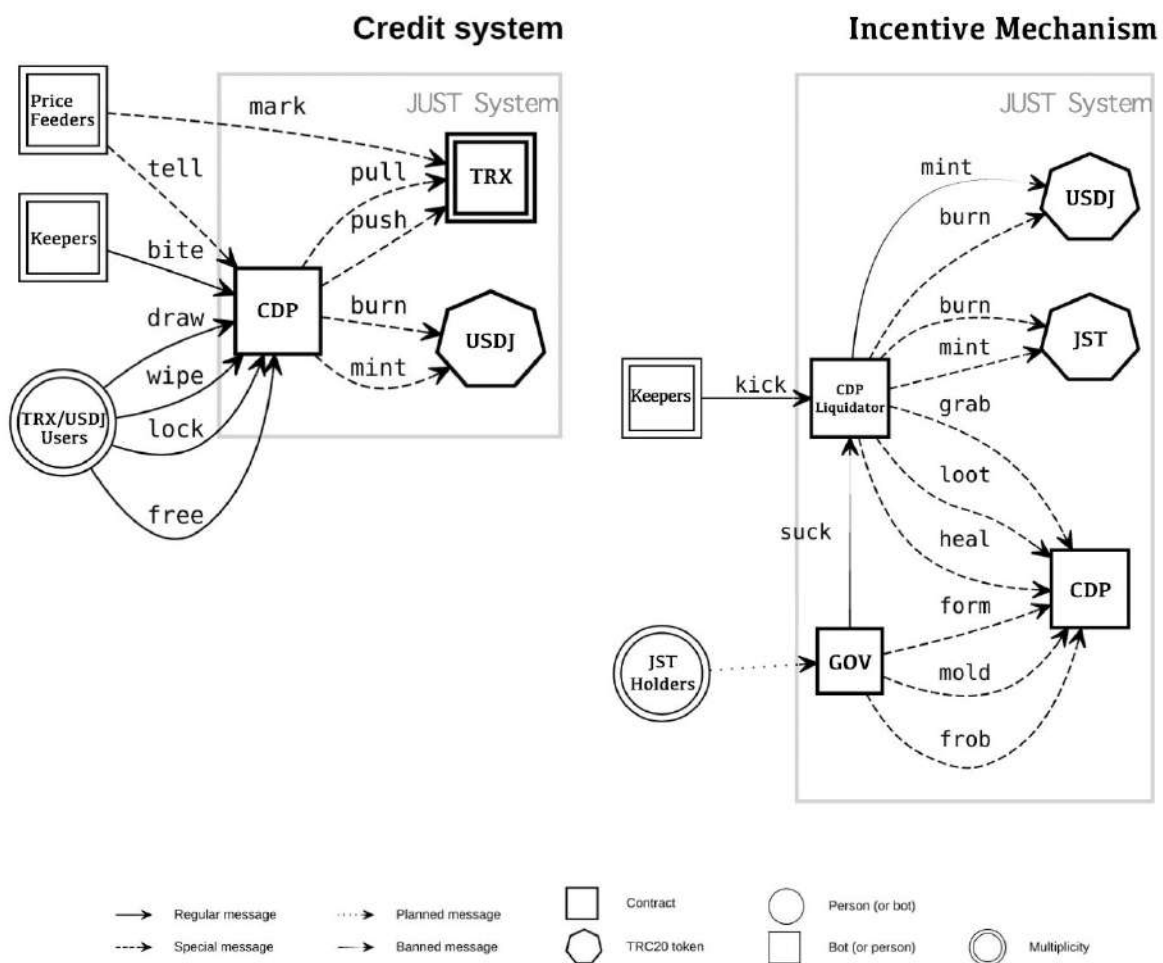 Credit system
JUST System
Price
Feeders
mark
tell
pull
TRX
push
Keepers
bite
CDP
draw
burn
USDJ
wipe
mint
TRX/USDJ
Users
lock
free
Incentive Mechanism
JUST System
mint
USDJ
burn
burn
JST
mint
Keepers
kick
CDP
Liquidator
grab
loot
suck
heal
CDP
form
JST
Holders
GOV
mold
frob
Regular message
Planned message
Contract
Person (or bot)
Special message
Banned message
TRC20 token
Bot (or person)
Multiplicity